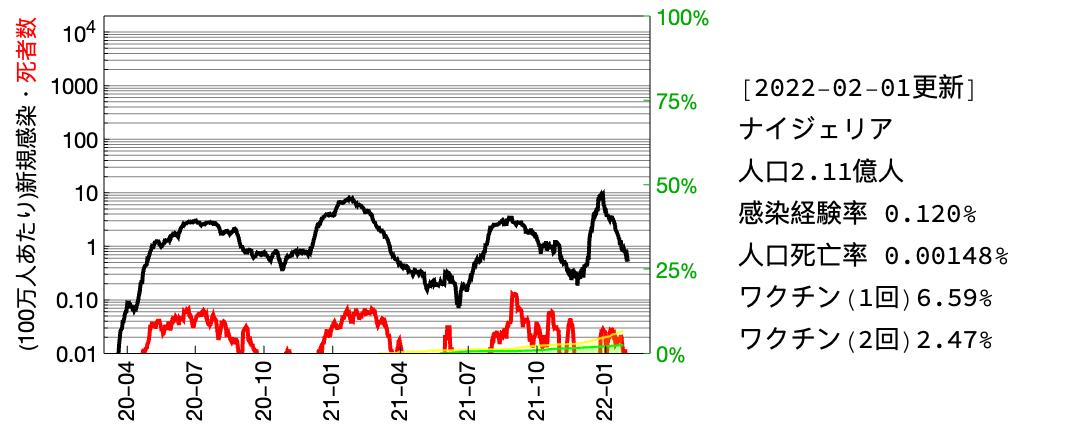 (100万人あたり)新規感染・死者数
10^4
1000
100
10
1
0.10
0.01
100%
75%
50%
25%
0%
20-04
20-07
20-10
21-01
21-04
21-07
21-10
22-01
[2022-02-01更新]
ナイジェリア
人口2.11億人
感染経験率 0.120%
人口死亡率 0.00148%
ワクチン(1回)6.59%
ワクチン(2回)2.47%